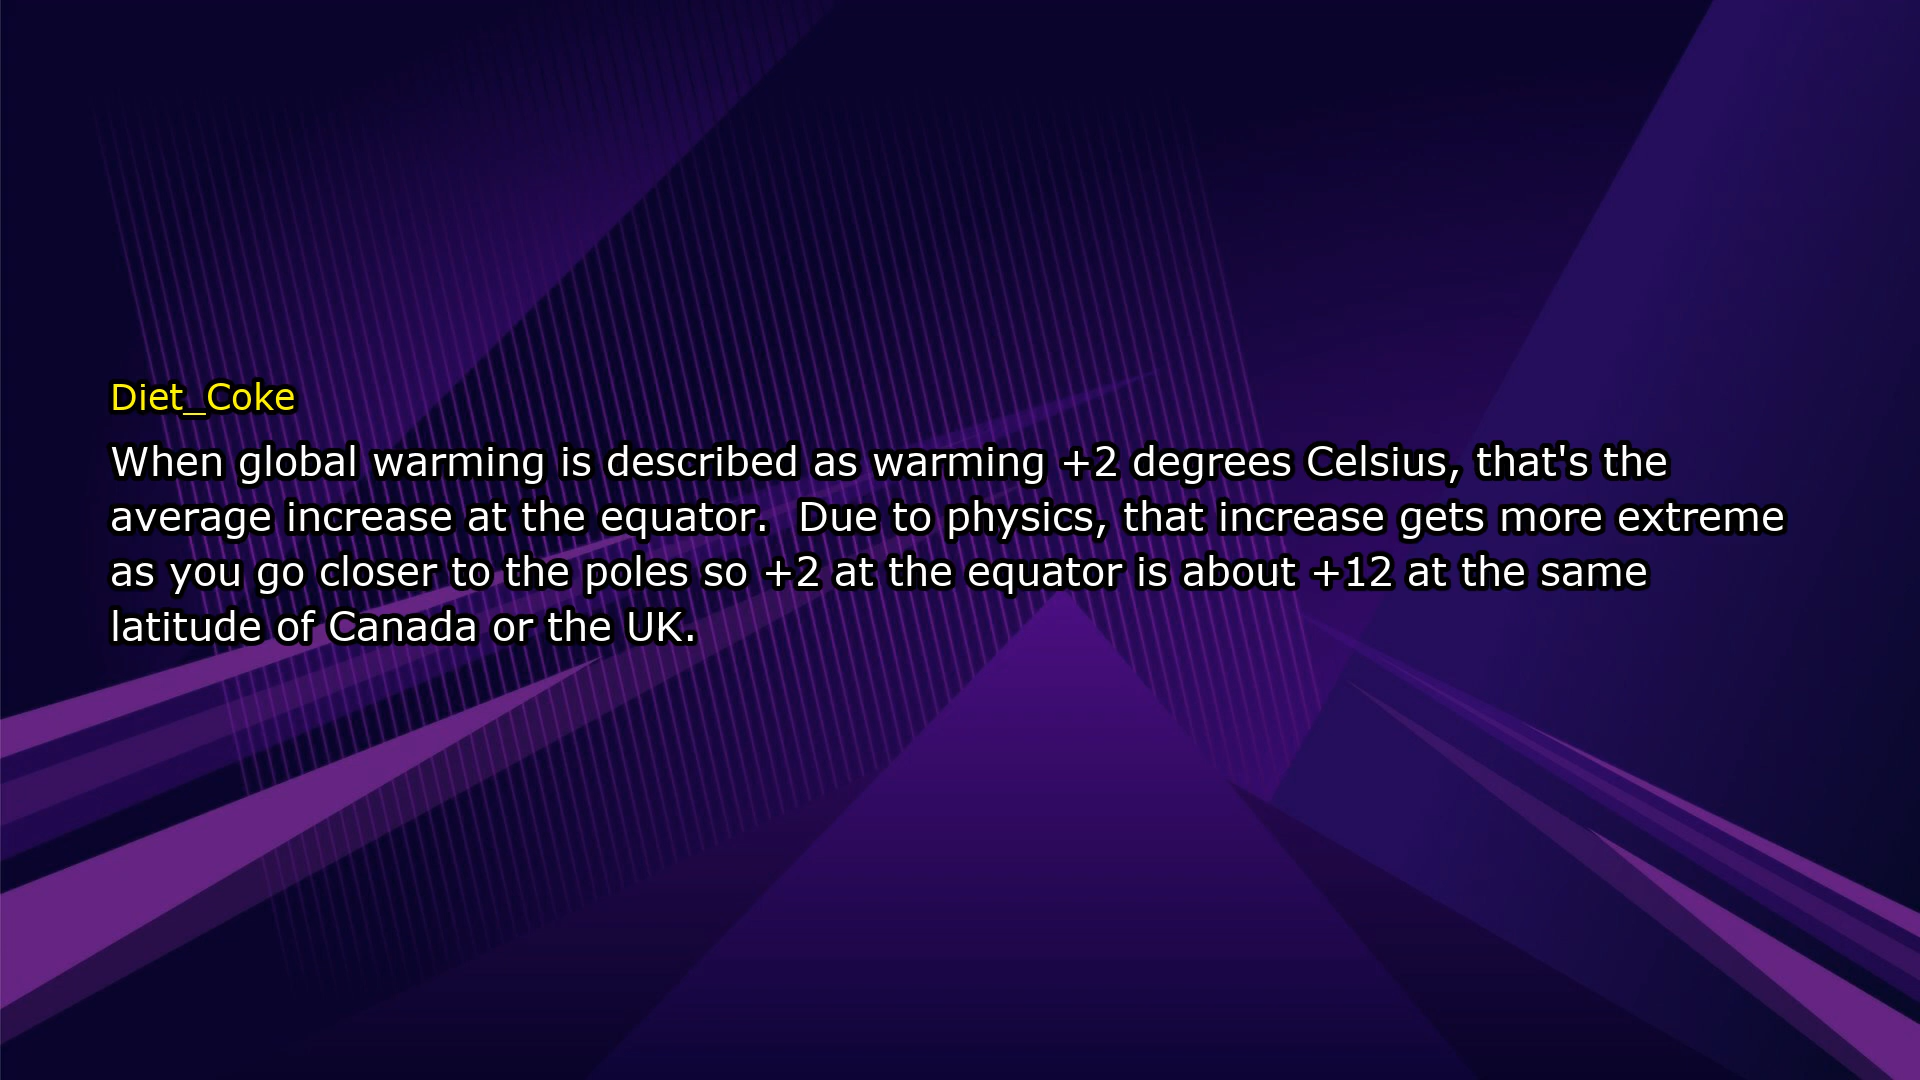 Diet_Coke
When global warming is described as warming +2 degrees Celsius, that's the
average increase at the equator.  Due to physics, that increase gets more extreme
as you go closer to the poles so +2 at the equator is about +12 at the same
latitude of Canada or the UK.